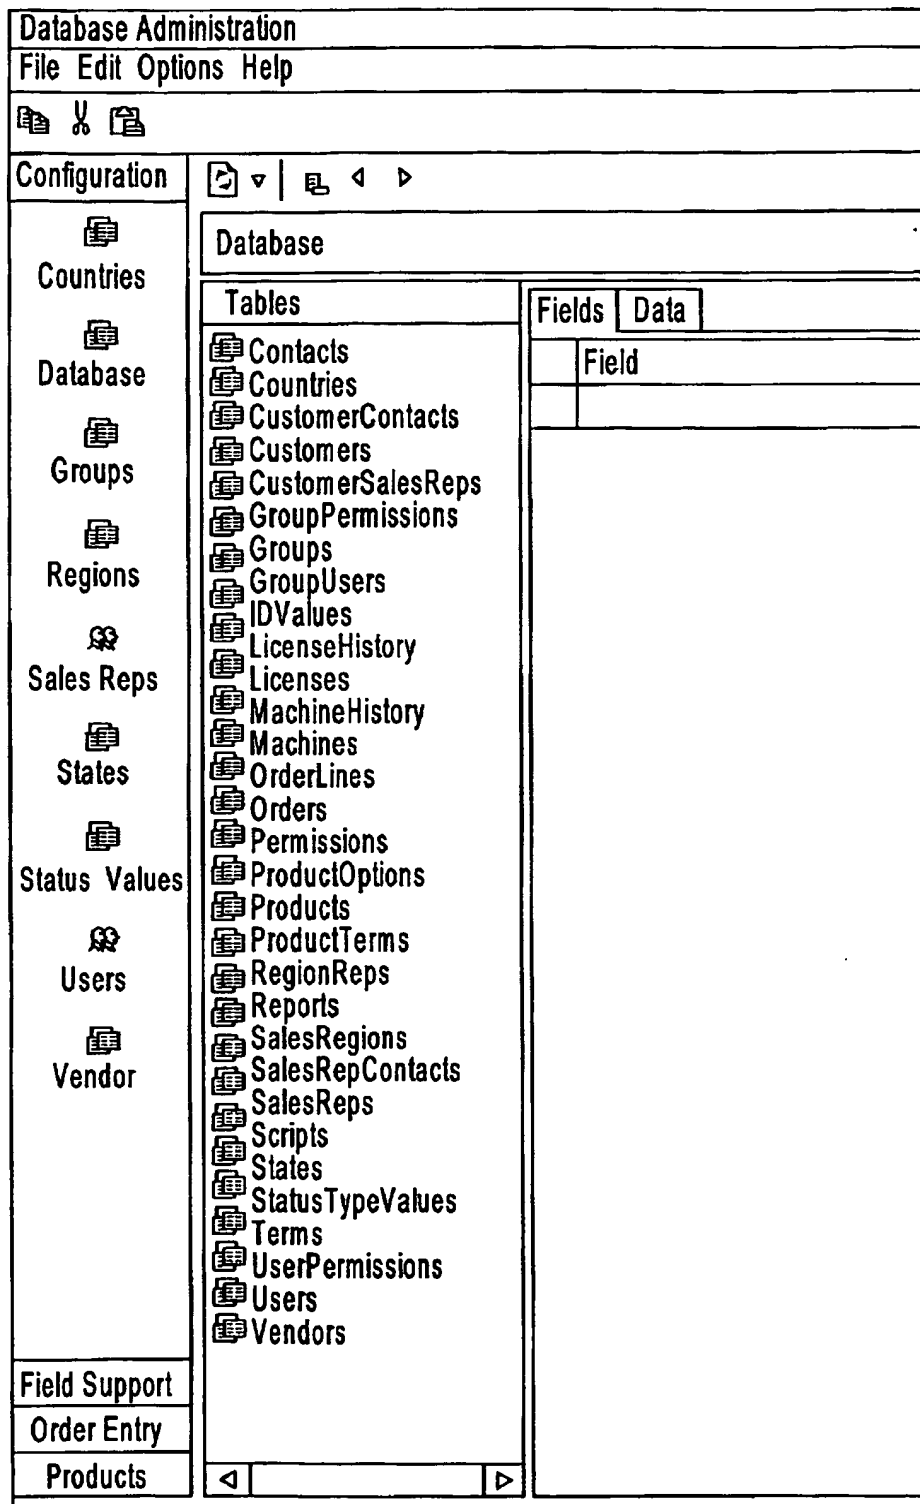 Database Administration
File Edit Options Help
Configuration
Countries
Database
Groups
Regions
Sales Reps
States
Status Values
Users
Vendor
Field Support
Order Entry
Products
Database
Tables
Contacts
Countries
CustomerContacts
Customers
CustomerSalesReps
GroupPermissions
Groups
GroupUsers
IDValues
LicenseHistory
Licenses
MachineHistory
Machines
OrderLines
Orders
Permissions
ProductOptions
Products
ProductTerms
RegionReps
Reports
SalesRegions
SalesRepContacts
SalesReps
Scripts
States
StatusTypeValues
Terms
UserPermissions
Users
Vendors
Fields Data
Field